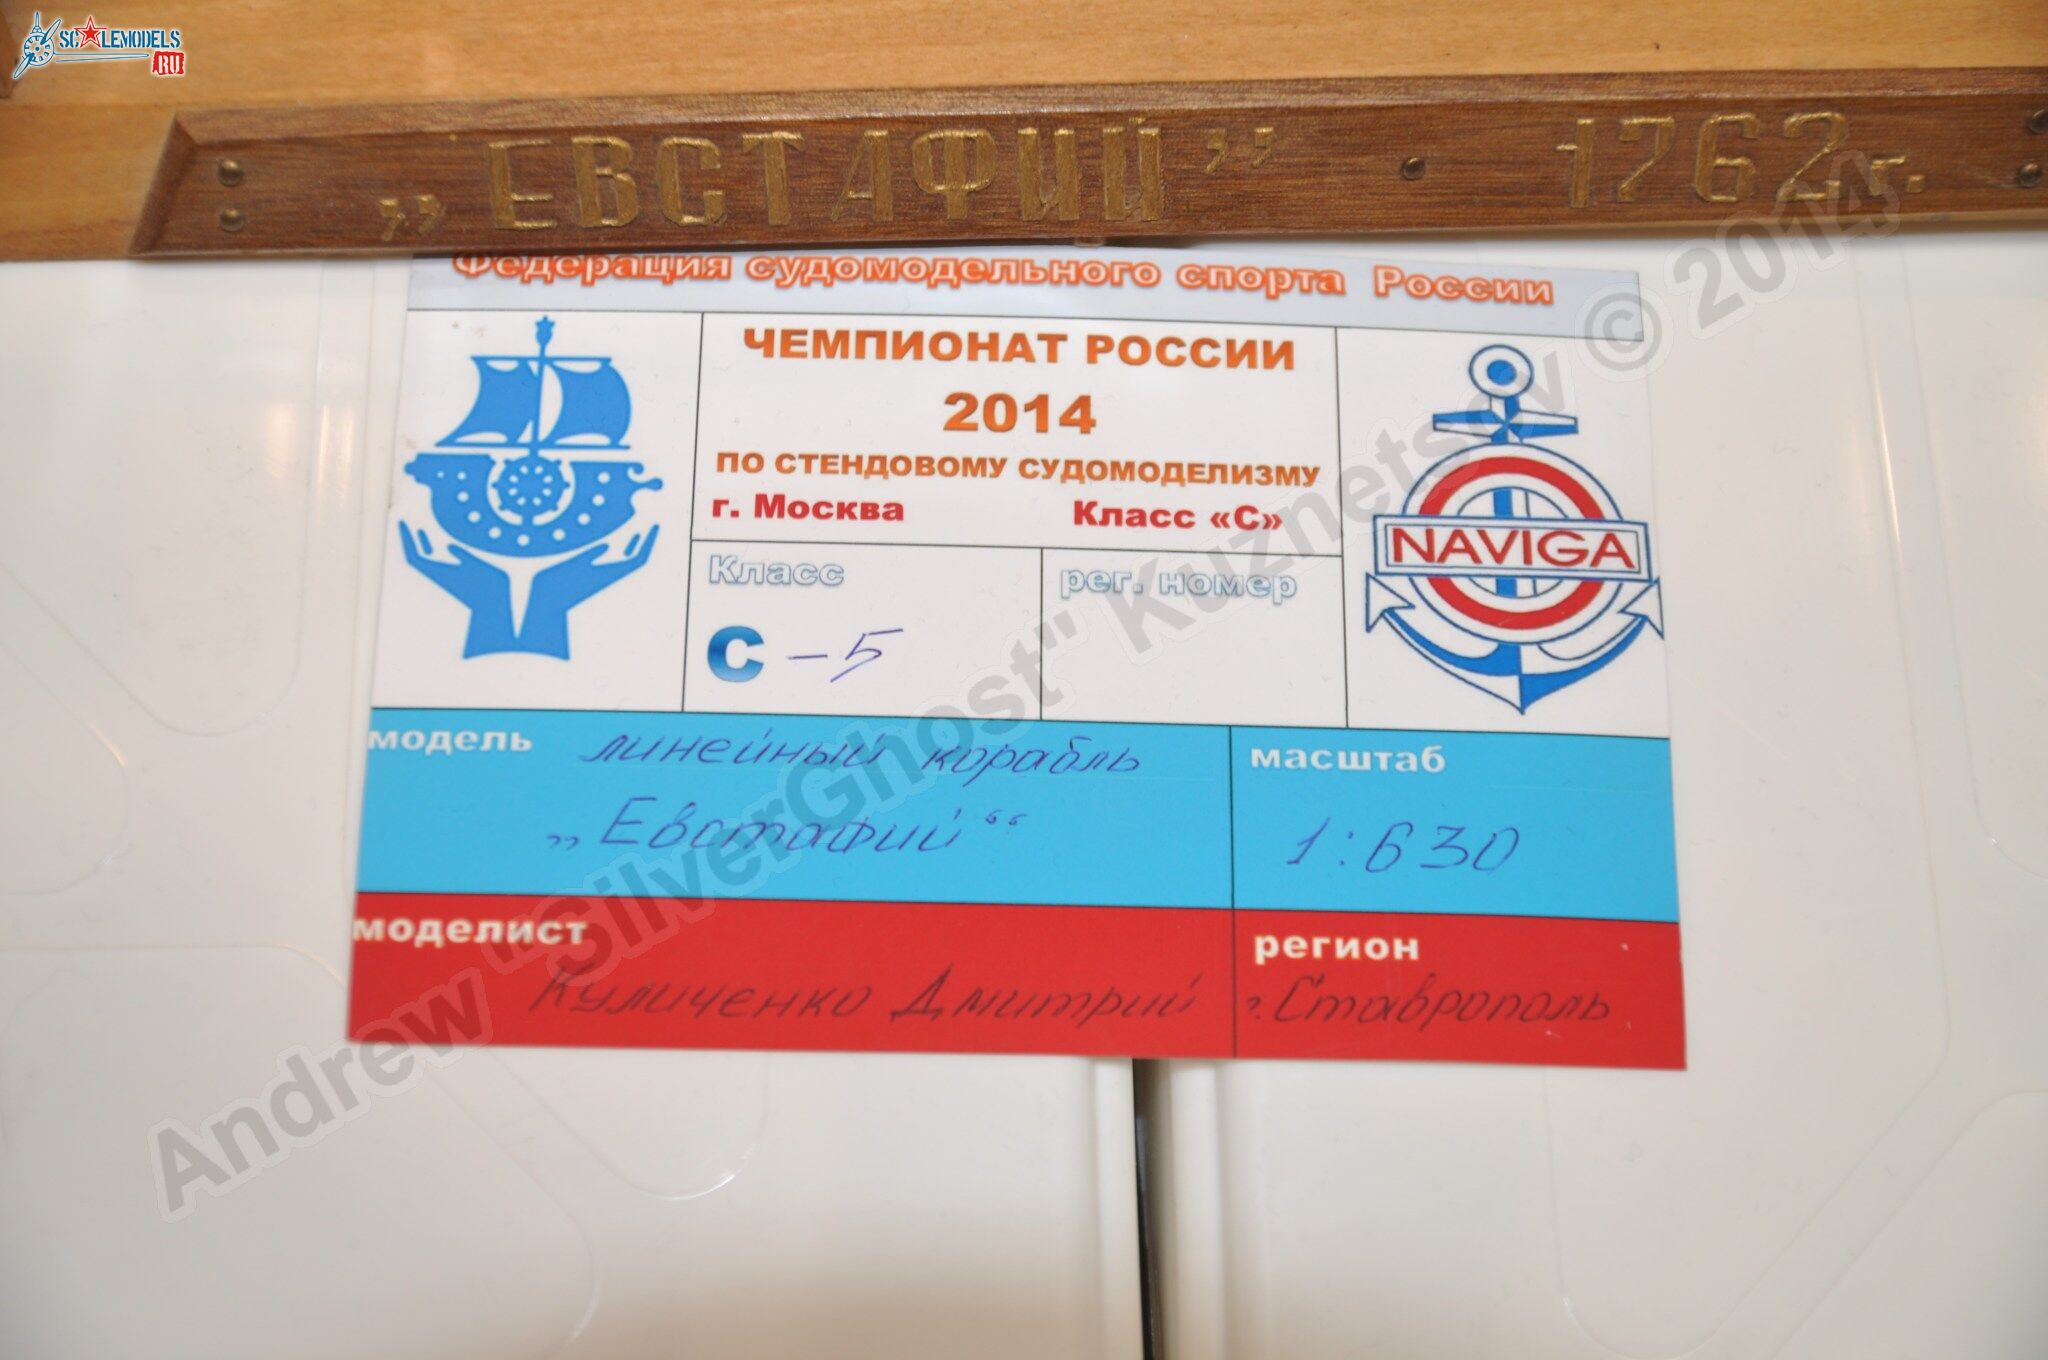 SCALEMODELS
RU
„ЕВСТАФИЙ” 1762г.
Федерация судомодельного спорта России
ЧЕМПИОНАТ РОССИИ
2014
ПО СТЕНДОВОМУ СУДОМОДЕЛИЗМУ
г. Москва Класс «С»
NAVIGA
Класс рег. номер
С – 5
модель линейный корабль
„Евстафий“
масштаб
1:630
моделист
Куличенко Дмитрий
регион
г. Ставрополь
Andrew "SilverGhost" Kuznetsov © 2014